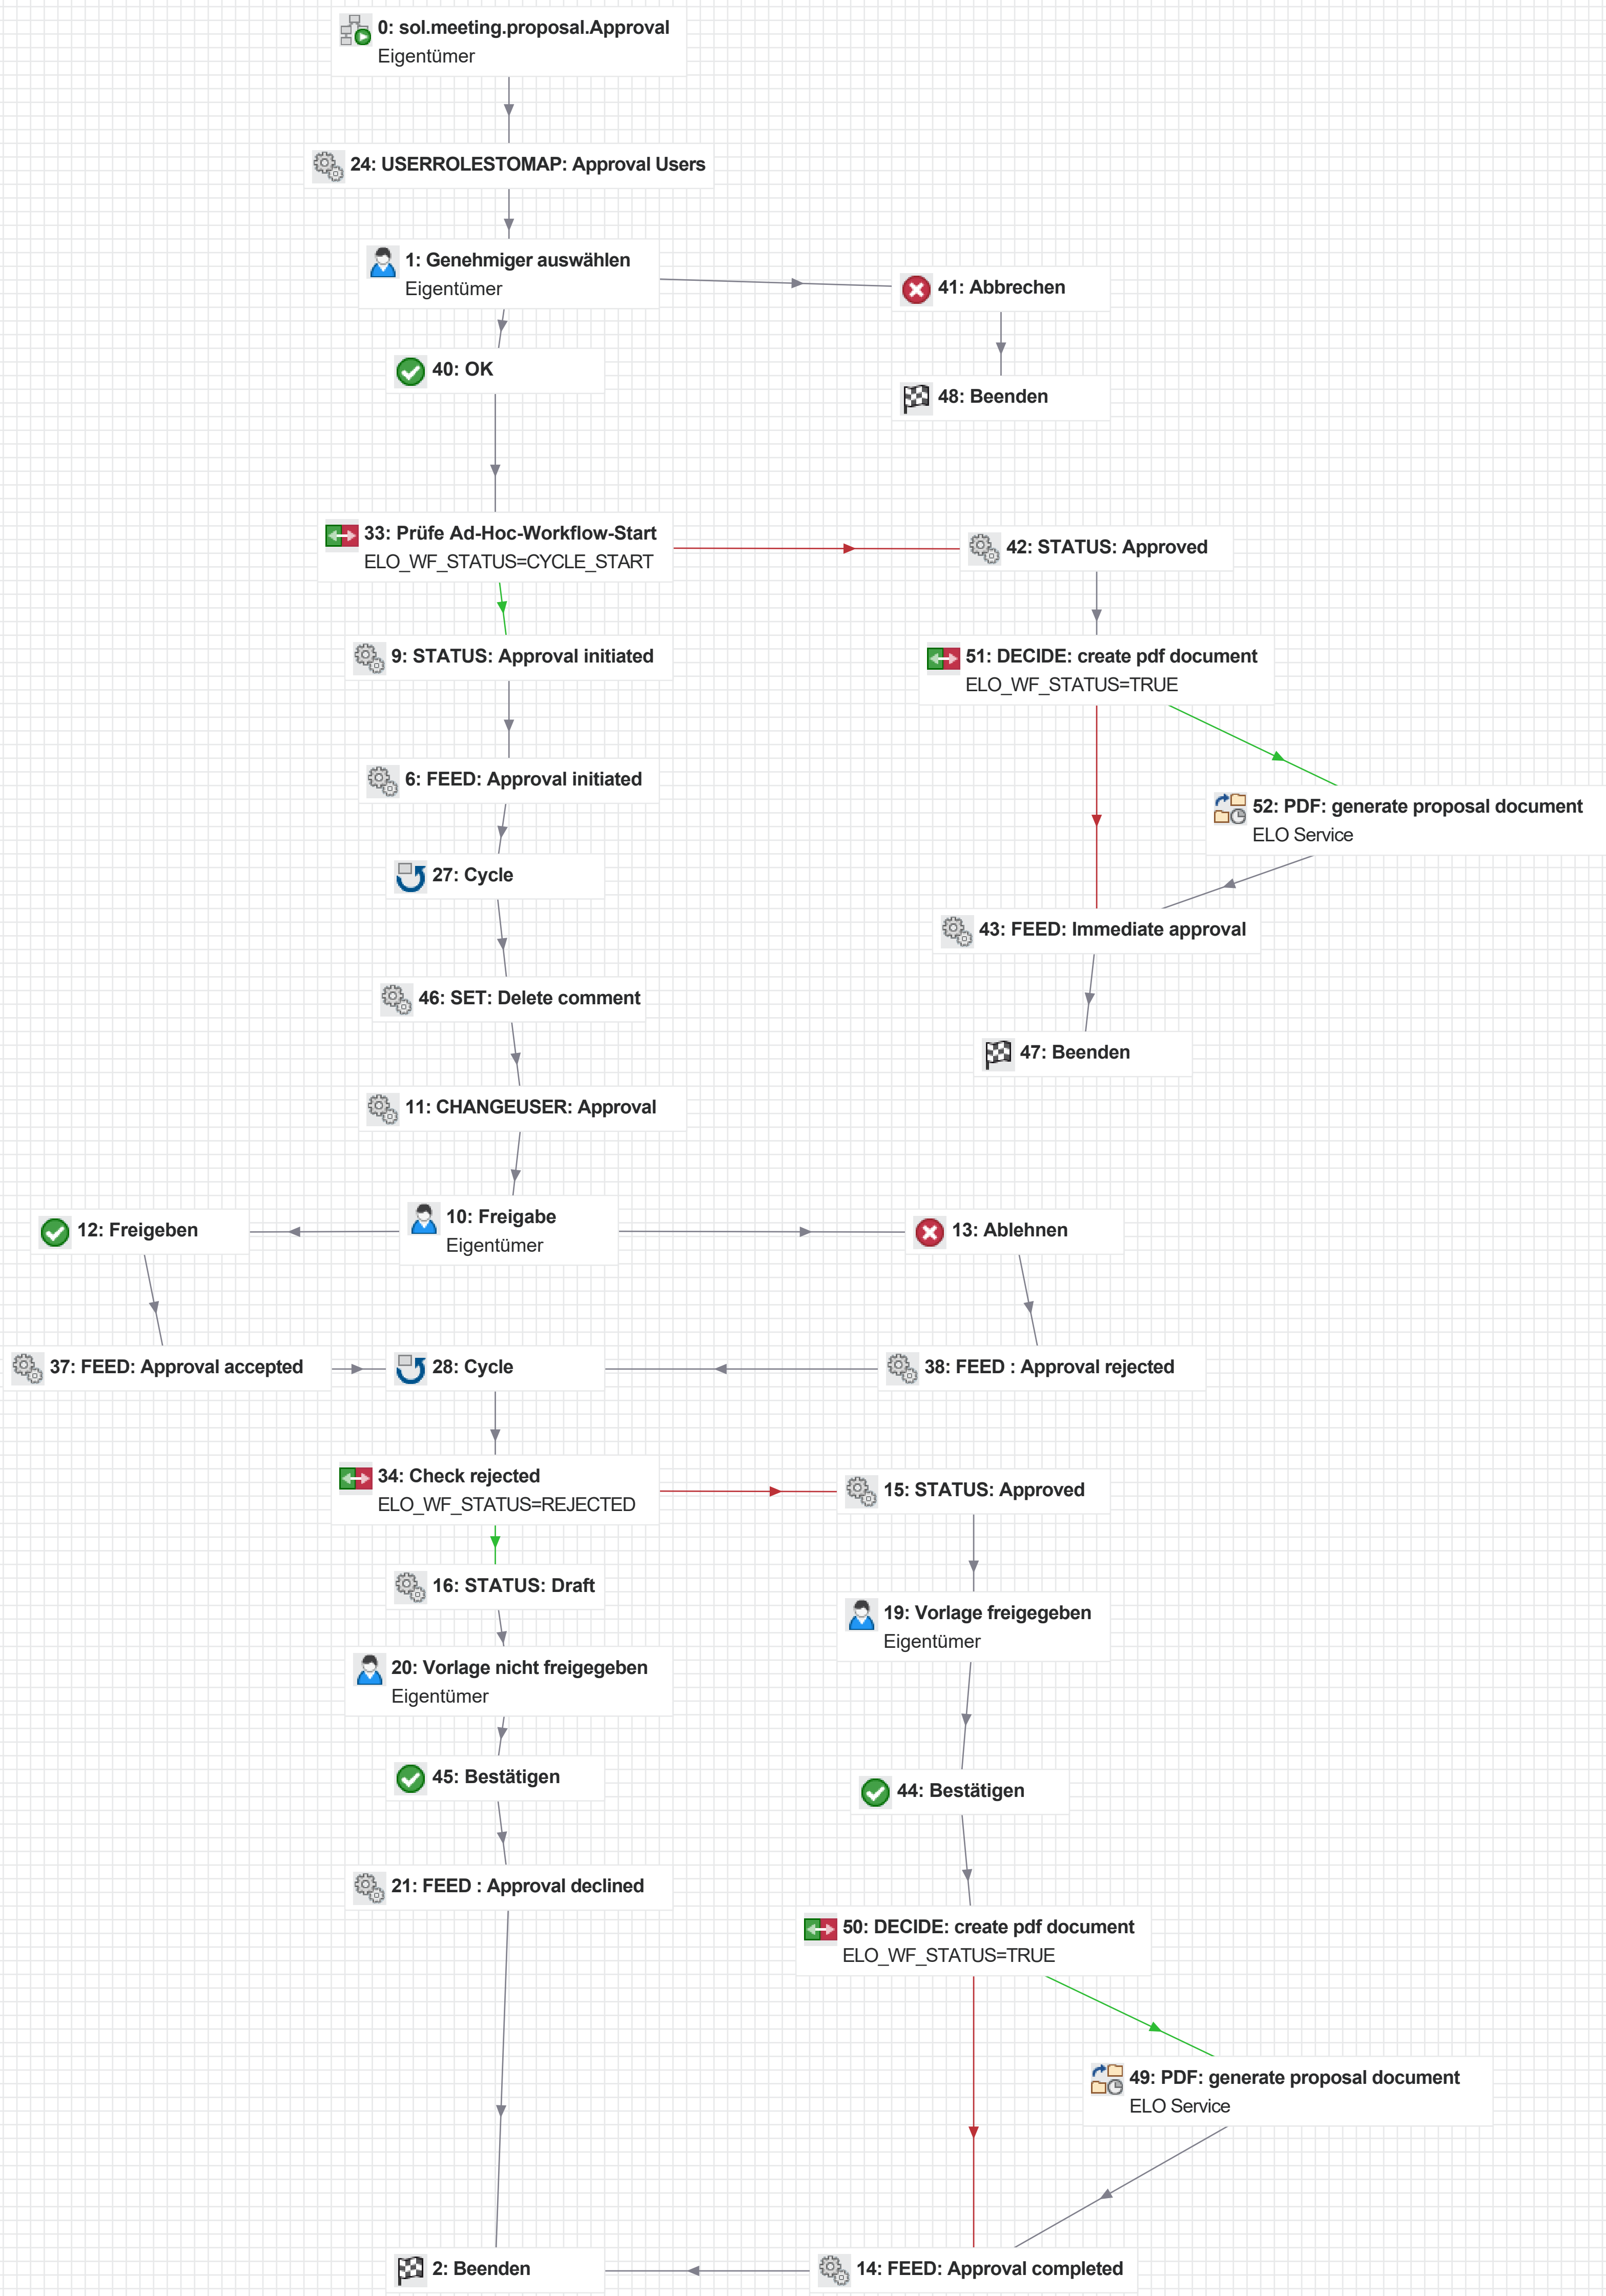 0: sol.meeting.proposal.Approval
Eigentümer
24: USERROLESTOMAP: Approval Users
1: Genehmiger auswählen
Eigentümer
41: Abbrechen
40: OK
48: Beenden
33: Prüfe Ad-Hoc-Workflow-Start
ELO_WF_STATUS=CYCLE_START
42: STATUS: Approved
9: STATUS: Approval initiated
51: DECIDE: create pdf document
ELO_WF_STATUS=TRUE
6: FEED: Approval initiated
52: PDF: generate proposal document
ELO Service
27: Cycle
43: FEED: Immediate approval
46: SET: Delete comment
47: Beenden
11: CHANGEUSER: Approval
12: Freigeben
10: Freigabe
Eigentümer
13: Ablehnen
37: FEED: Approval accepted
28: Cycle
38: FEED : Approval rejected
34: Check rejected
ELO_WF_STATUS=REJECTED
15: STATUS: Approved
16: STATUS: Draft
19: Vorlage freigegeben
Eigentümer
20: Vorlage nicht freigegeben
Eigentümer
45: Bestätigen
44: Bestätigen
21: FEED : Approval declined
50: DECIDE: create pdf document
ELO_WF_STATUS=TRUE
49: PDF: generate proposal document
ELO Service
2: Beenden
14: FEED: Approval completed